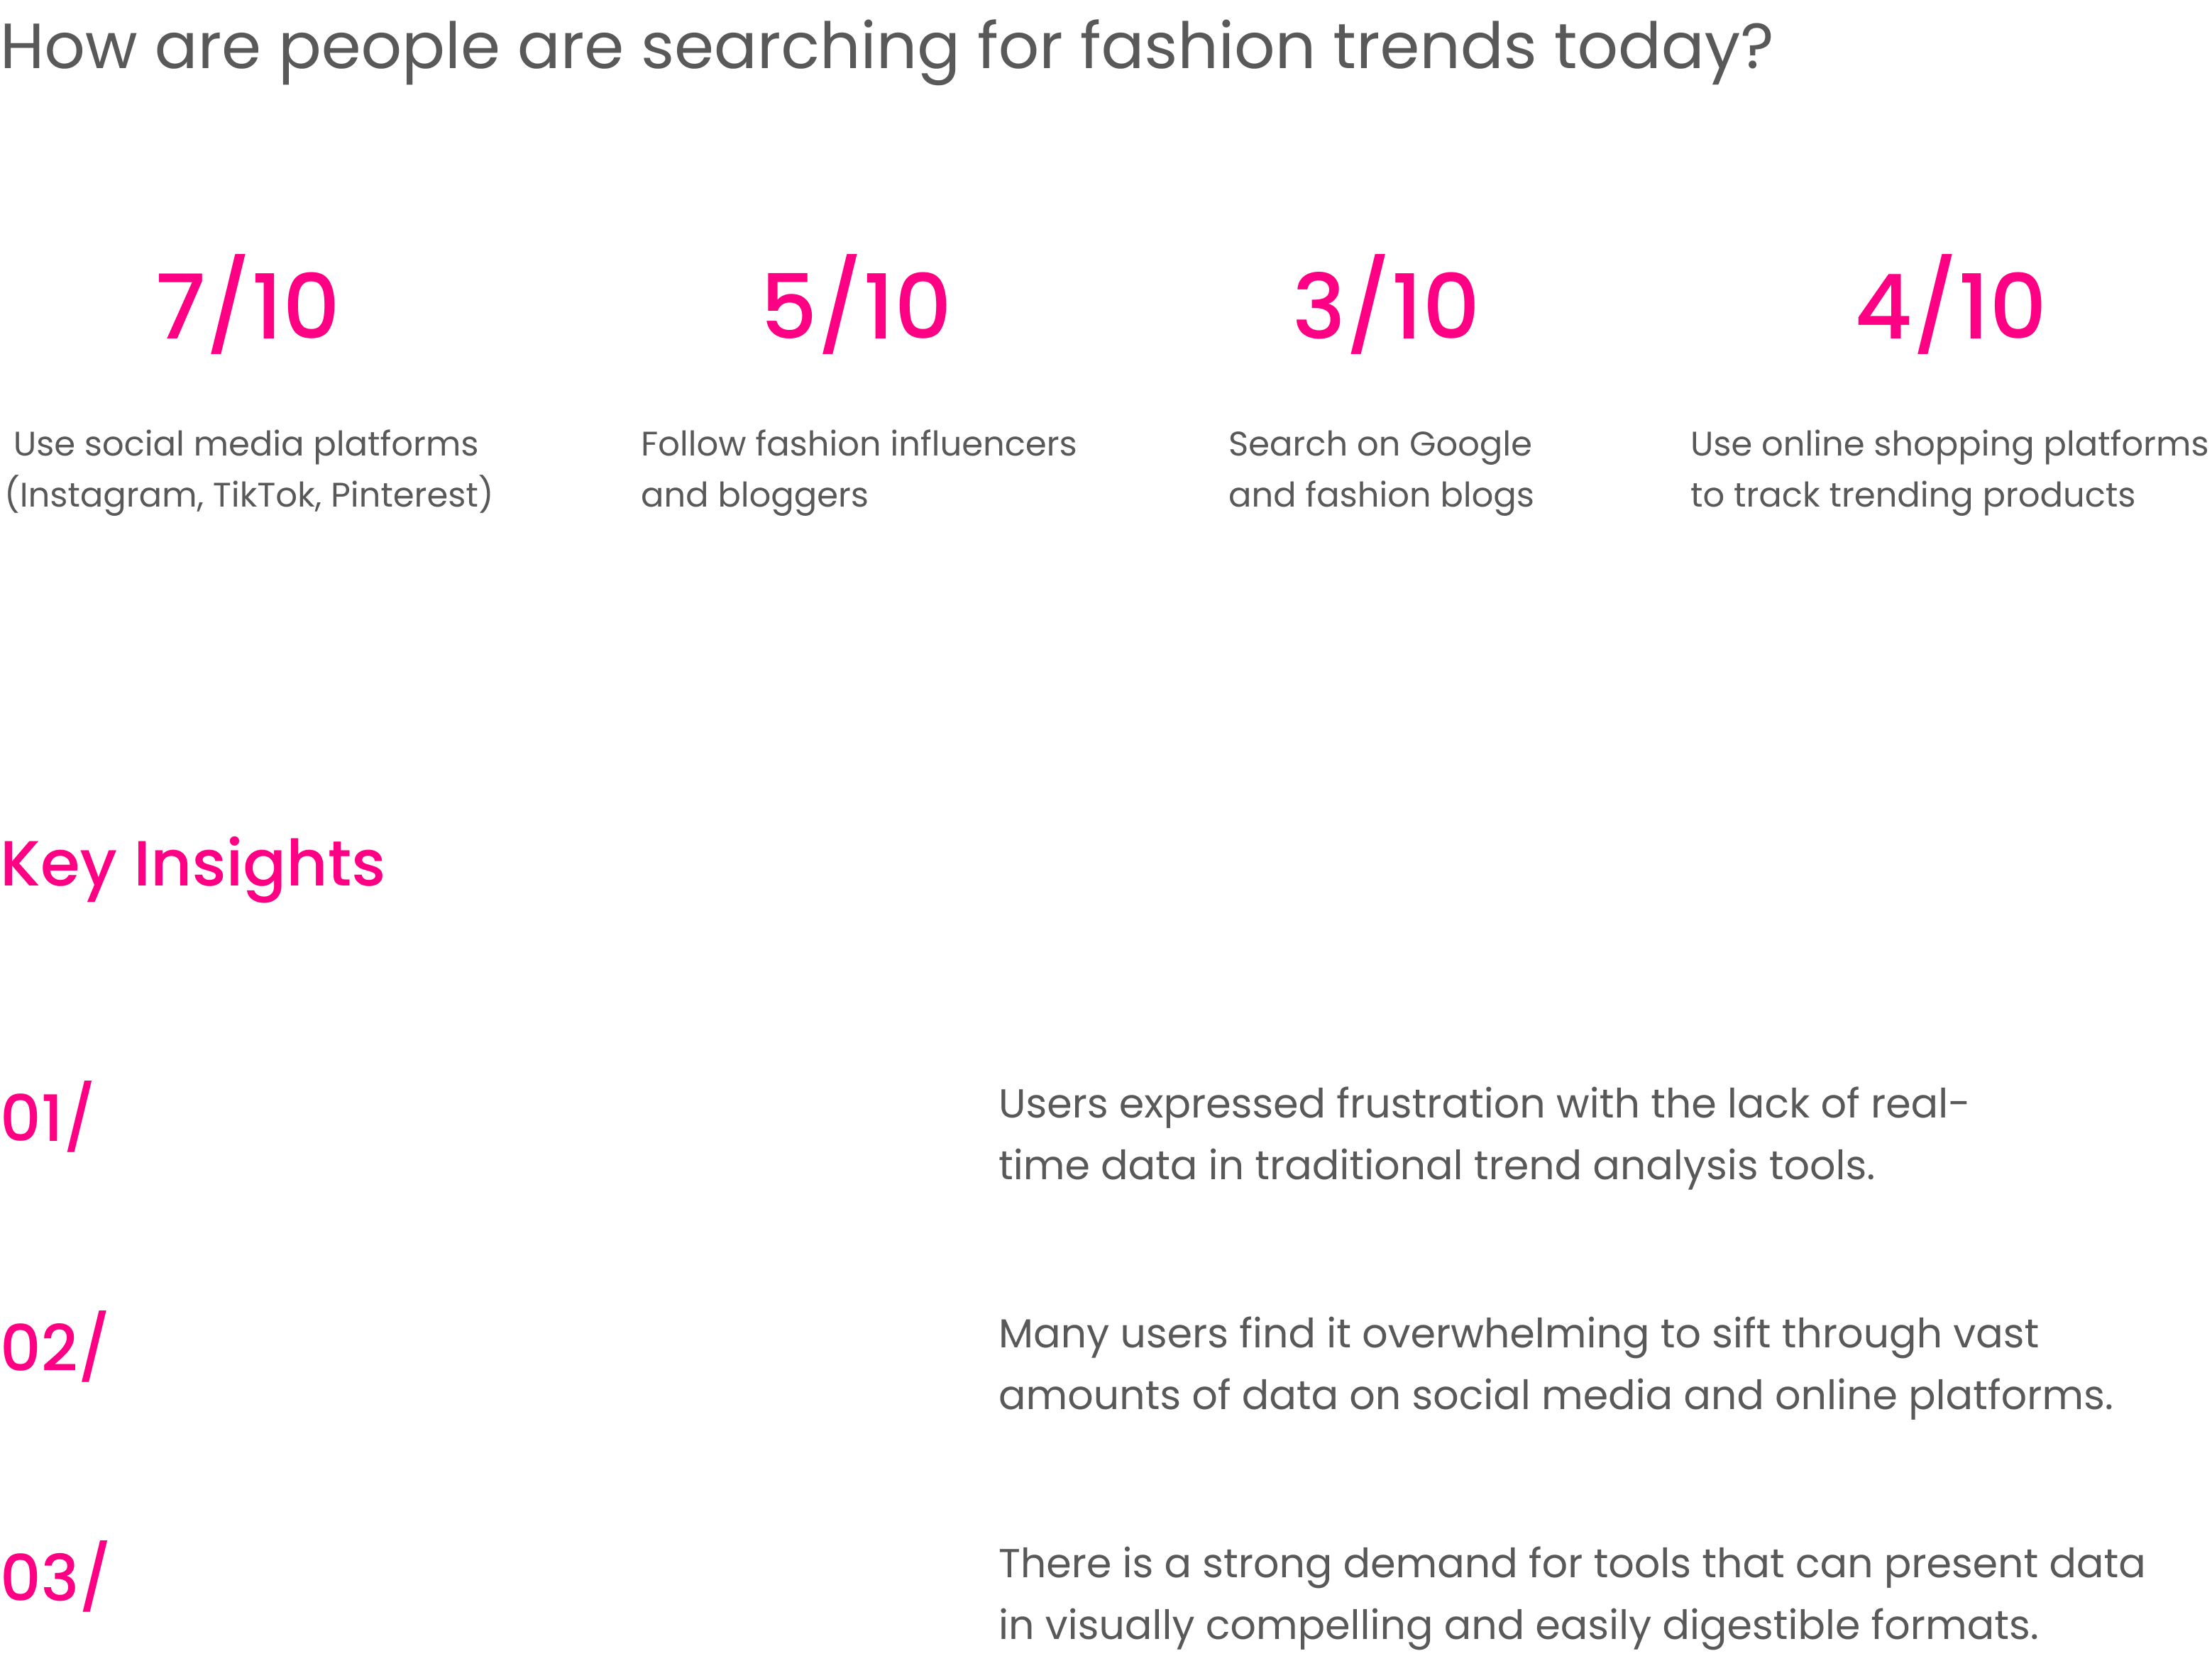 How are people are searching for fashion trends today?
7/10
Use social media platforms
(Instagram, TikTok, Pinterest)
5/10
Follow fashion influencers
and bloggers
3/10
Search on Google
and fashion blogs
4/10
Use online shopping platforms
to track trending products
Key Insights
01/
Users expressed frustration with the lack of real-
time data in traditional trend analysis tools.
02/
Many users find it overwhelming to sift through vast
amounts of data on social media and online platforms.
03/
There is a strong demand for tools that can present data
in visually compelling and easily digestible formats.